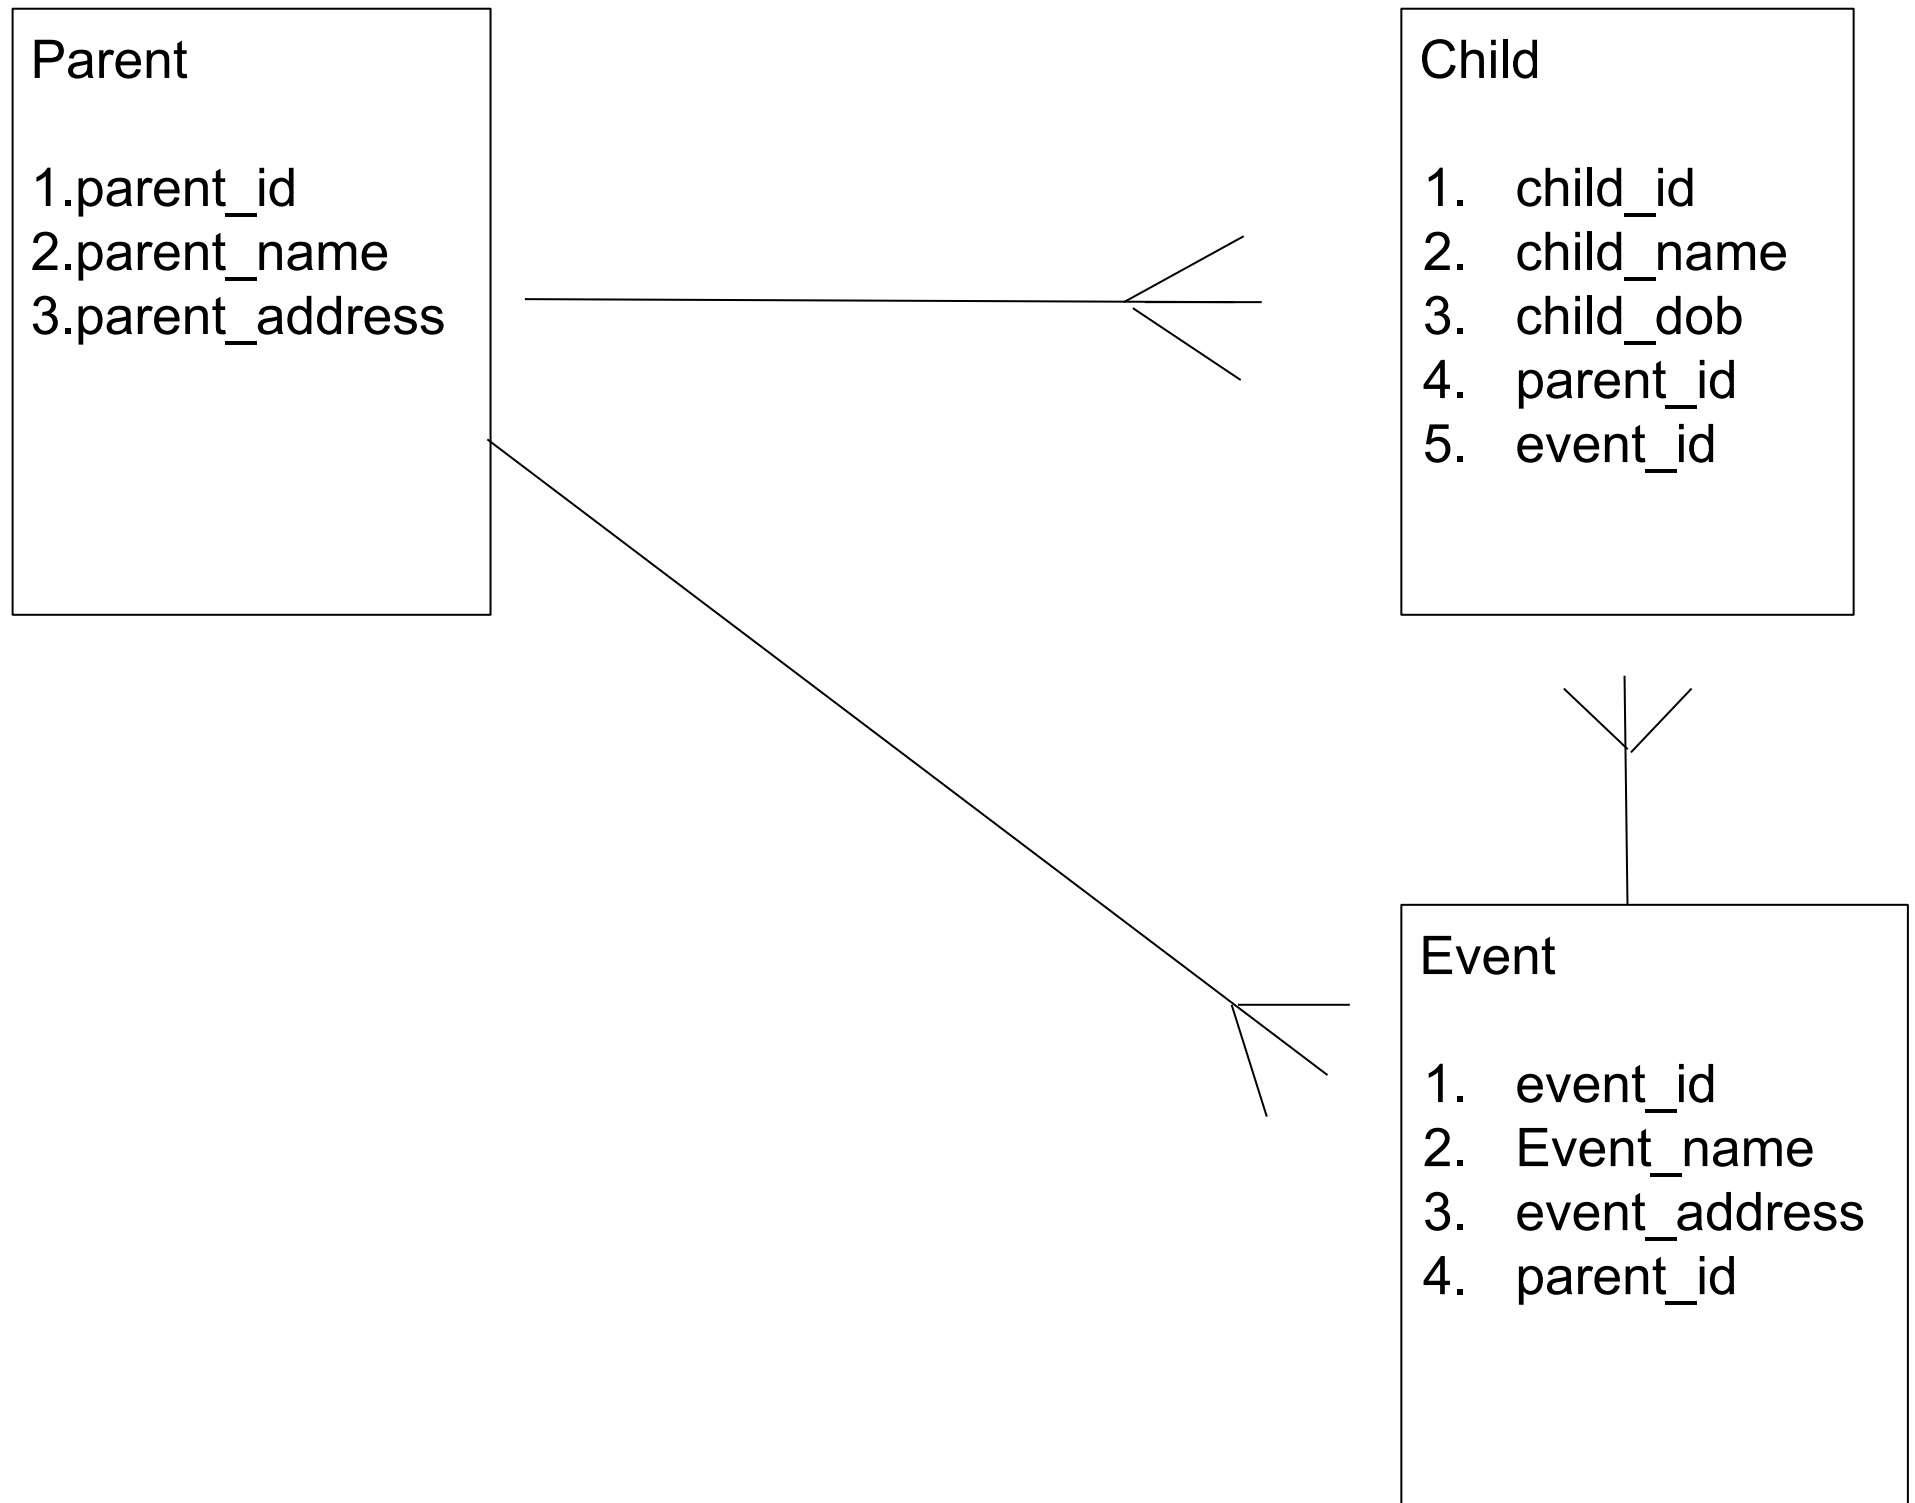 Parent
1.parent_id
2.parent_name
3.parent_address
Child
1. child_id
2. child_name
3. child_dob
4. parent_id
5. event_id
Event
1. event_id
2. Event_name
3. event_address
4. parent_id